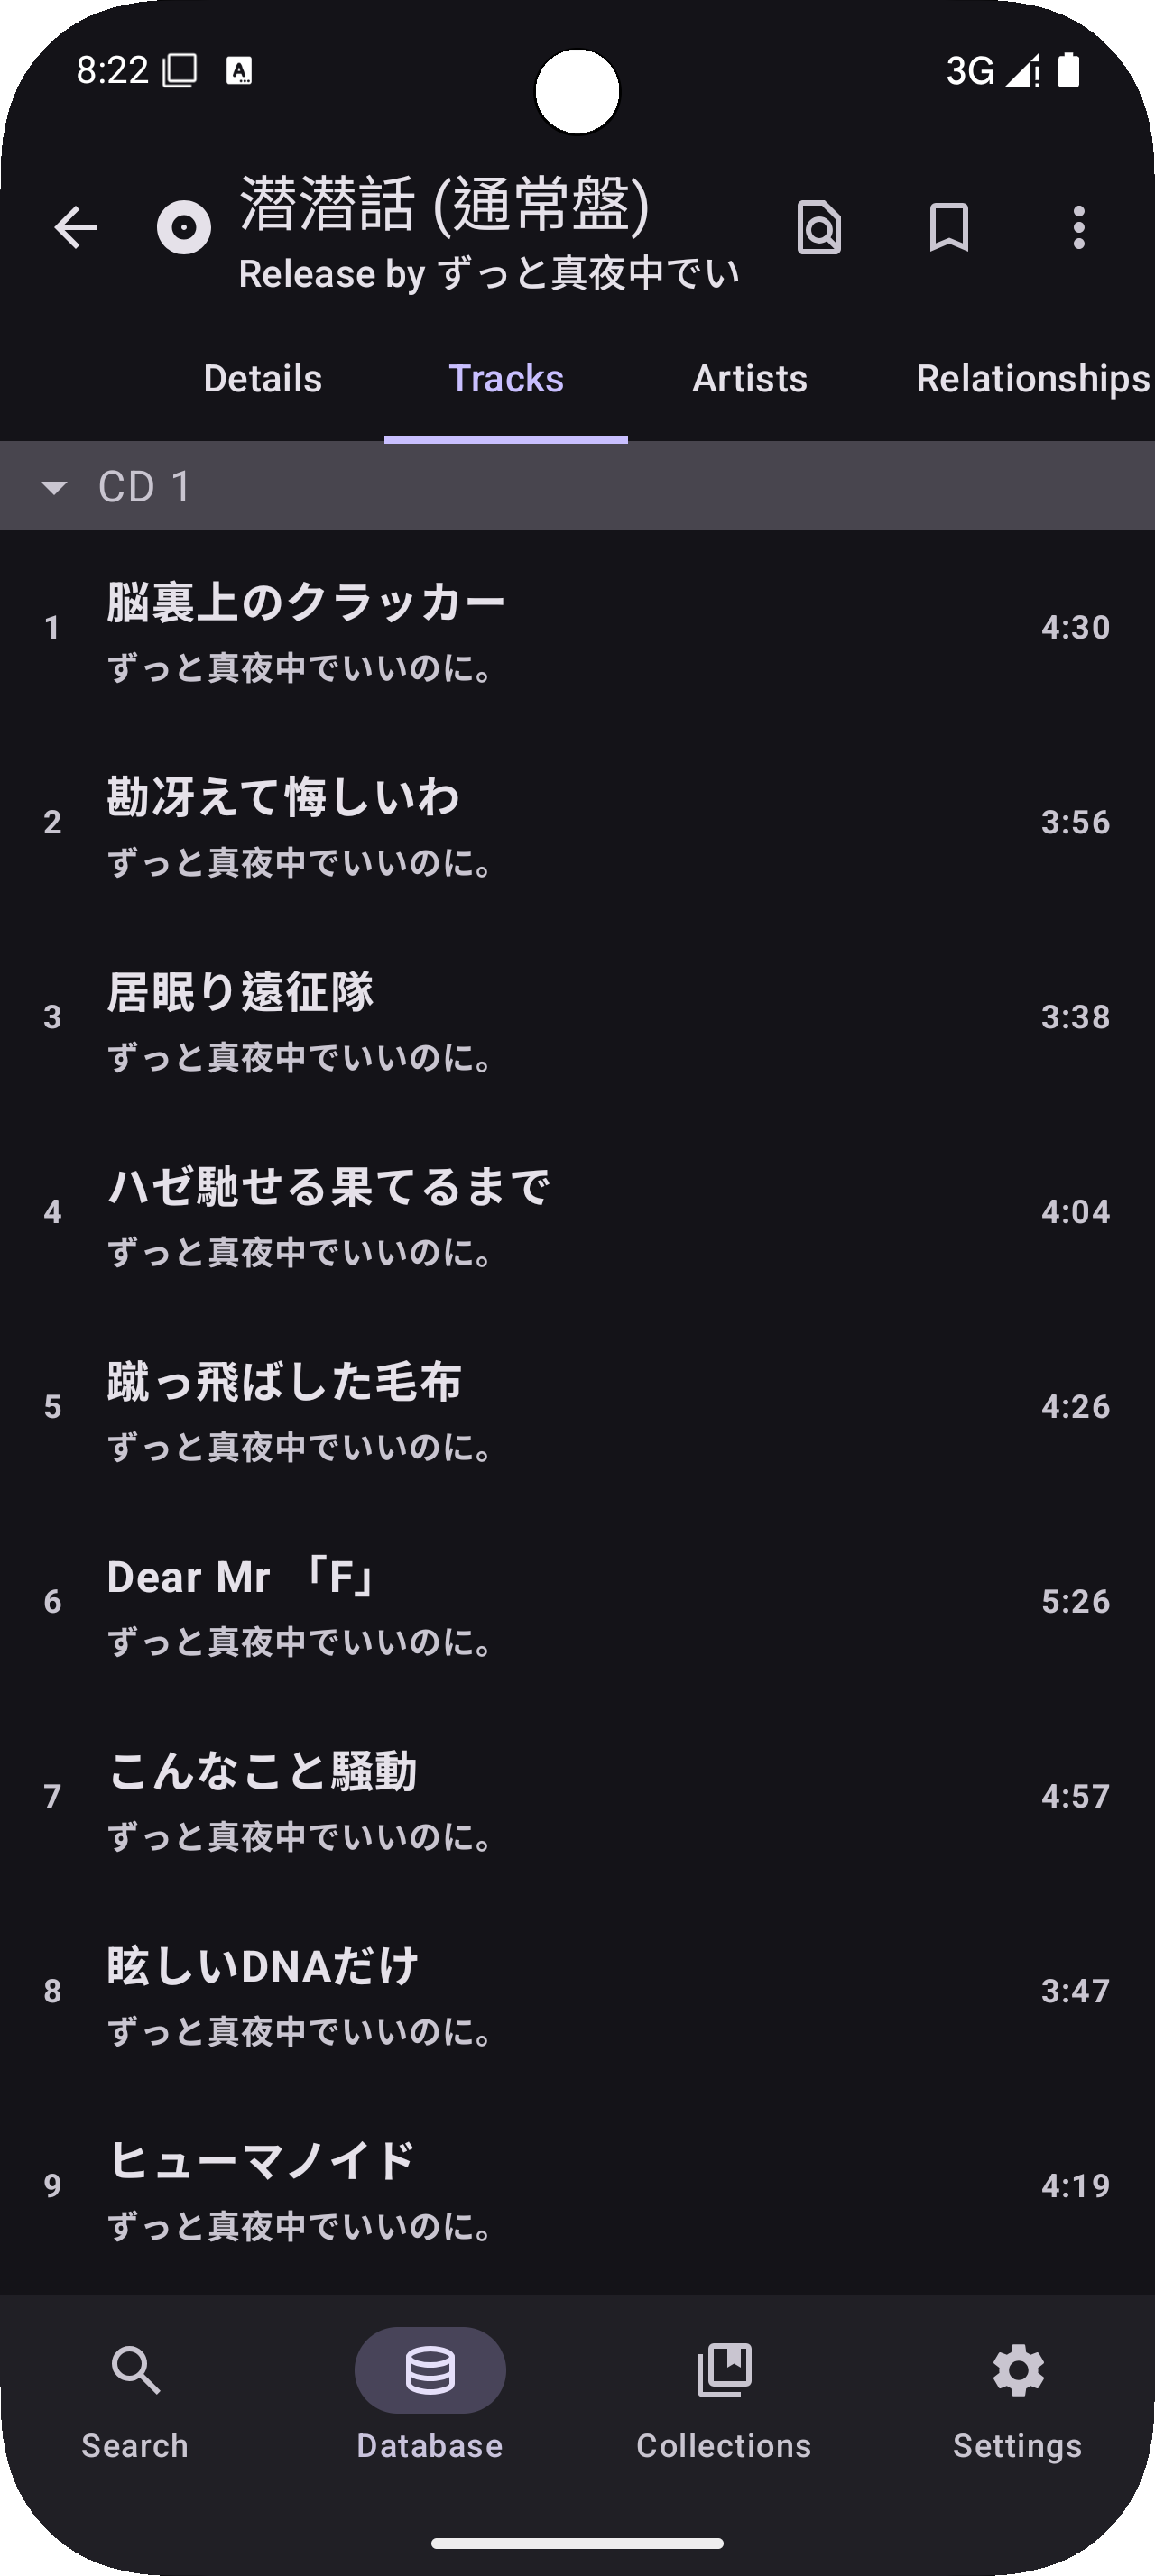 8:22
3G
潜潜話 (通常盤)
Release by ずっと真夜中でい
Details Tracks Artists Relationships
CD 1
1 脳裏上のクラッカー 4:30
ずっと真夜中でいいのに。
2 勘冴えて悔しいわ 3:56
ずっと真夜中でいいのに。
3 居眠り遠征隊 3:38
ずっと真夜中でいいのに。
4 ハゼ馳せる果てるまで 4:04
ずっと真夜中でいいのに。
5 蹴っ飛ばした毛布 4:26
ずっと真夜中でいいのに。
6 Dear Mr 「F」 5:26
ずっと真夜中でいいのに。
7 こんなこと騒動 4:57
ずっと真夜中でいいのに。
8 眩しいDNAだけ 3:47
ずっと真夜中でいいのに。
9 ヒューマノイド 4:19
ずっと真夜中でいいのに。
Search Database Collections Settings